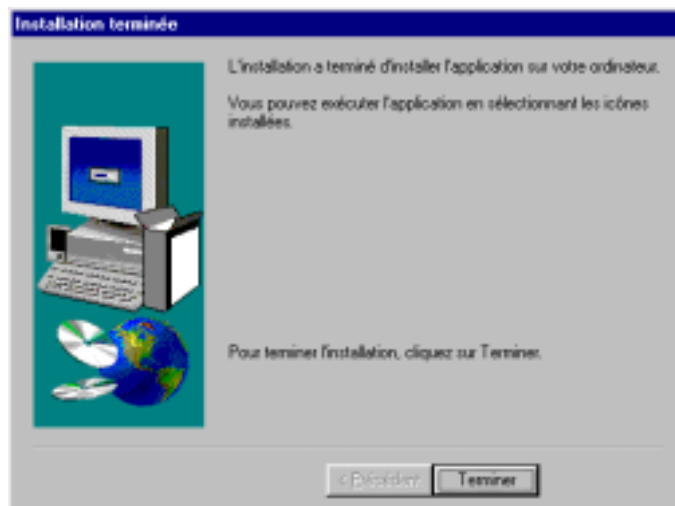 Installation terminée
L'installation a terminé d'installer l'application sur votre ordinateur.
Vous pouvez exécuter l'application en sélectionnant les icônes
installées.
Pour terminer l'installation, cliquez sur Terminer.
< Précédent
Terminer